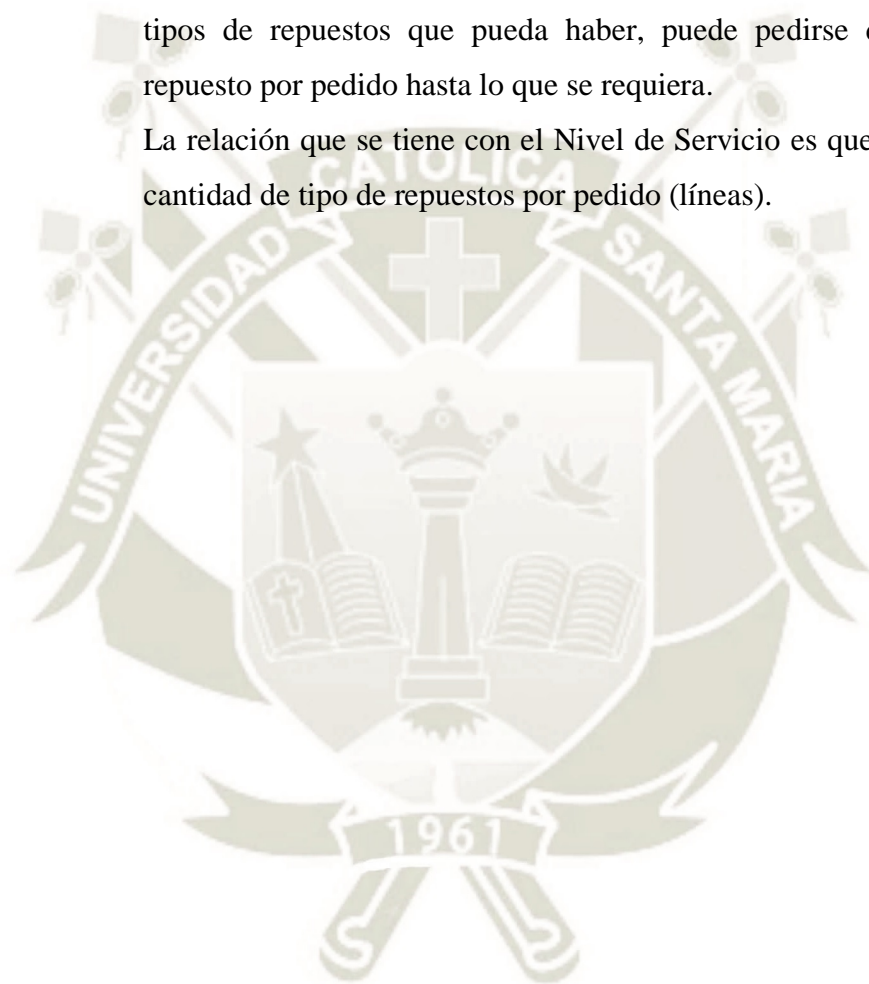 tipos de repuestos que pueda haber, puede pedirse
repuesto por pedido hasta lo que se requiera.
La relación que se tiene con el Nivel de Servicio es que
cantidad de tipo de repuestos por pedido (líneas).
UNIVERSIDAD CATOLICA SANTA MARIA
1961